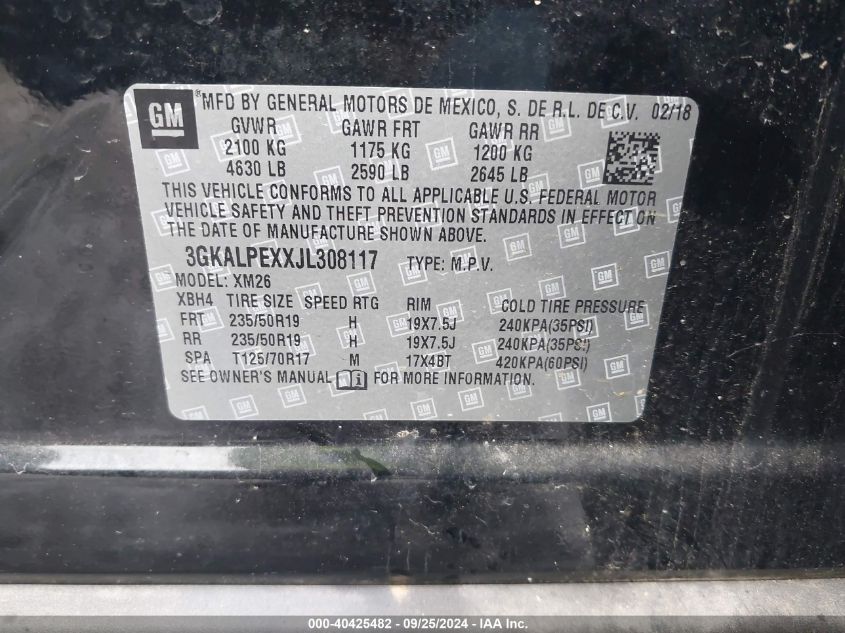 GM ® MFD BY GENERAL MOTORS DE MEXICO, S. DE R.L. DE C.V. 02/18
GVWR GAWR FRT GAWR RR
2100 KG 1175 KG 1200 KG
4630 LB 2590 LB 2645 LB
THIS VEHICLE CONFORMS TO ALL APPLICABLE U.S. FEDERAL MOTOR
VEHICLE SAFETY AND THEFT PREVENTION STANDARDS IN EFFECT ON
THE DATE OF MANUFACTURE SHOWN ABOVE.
3GKALPEXXJL308117 TYPE: M.P.V.
MODEL: XM26
XBH4 TIRE SIZE SPEED RTG RIM COLD TIRE PRESSURE
FRT 235/50R19 H 19X7.5J 240KPA(35PSI)
RR 235/50R19 H 19X7.5J 240KPA(35PSI)
SPA T125/70R17 M 17X4BT 420KPA(60PSI)
SEE OWNER'S MANUAL FOR MORE INFORMATION.
000-40425482 - 09/25/2024 - IAA Inc.